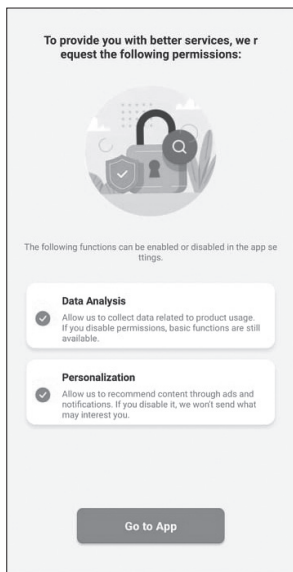 To provide you with better services, we r
equest the following permissions:
The following functions can be enabled or disabled in the app se
ttings.
Data Analysis
Allow us to collect data related to product usage.
If you disable permissions, basic functions are still
available.
Personalization
Allow us to recommend content through ads and
notifications. If you disable it, we won't send what
may interest you.
Go to App